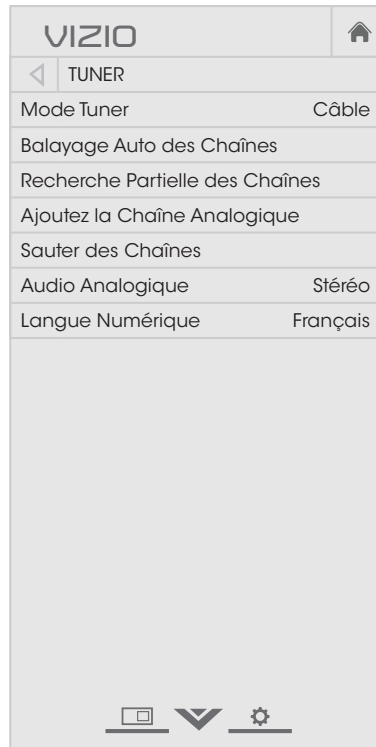 VIZIO
TUNER
Mode Tuner Câble
Balayage Auto des Chaînes
Recherche Partielle des Chaînes
Ajoutez la Chaîne Analogique
Sauter des Chaînes
Audio Analogique Stéréo
Langue Numérique Français